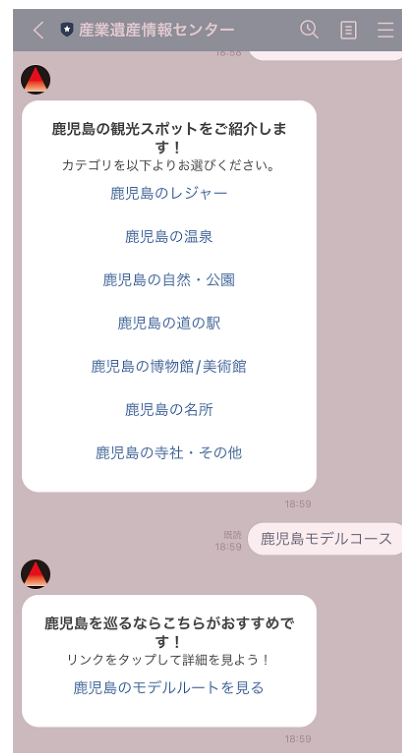 産業遺産情報センター
18:58
鹿児島の観光スポットをご紹介しま
す！
カテゴリを以下よりお選びください。
鹿児島のレジャー
鹿児島の温泉
鹿児島の自然・公園
鹿児島の道の駅
鹿児島の博物館/美術館
鹿児島の名所
鹿児島の寺社・その他
18:59
既読
18:59
鹿児島モデルコース
鹿児島を巡るならこちらがおすすめで
す！
リンクをタップして詳細を見よう！
鹿児島のモデルルートを見る
18:59